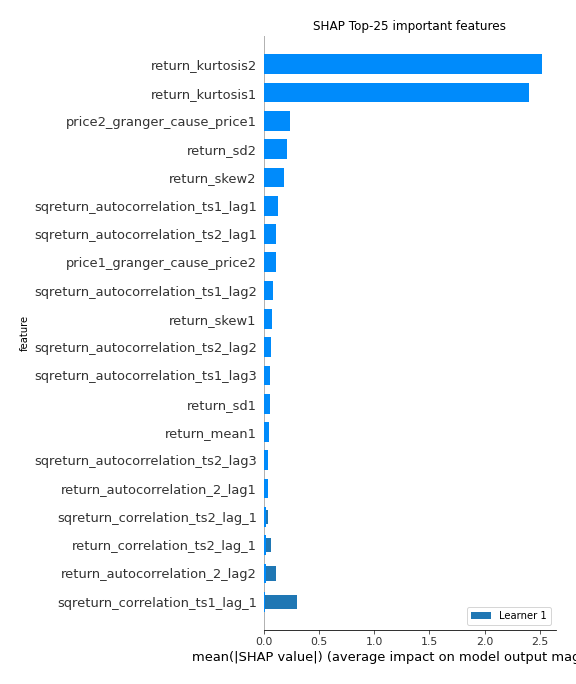 SHAP Top-25 important features
return_kurtosis2
return_kurtosis1
price2_granger_cause_price1
return_sd2
return_skew2
sqreturn_autocorrelation_ts1_lag1
sqreturn_autocorrelation_ts2_lag1
price1_granger_cause_price2
sqreturn_autocorrelation_ts1_lag2
return_skew1
sqreturn_autocorrelation_ts2_lag2
sqreturn_autocorrelation_ts1_lag3
return_sd1
return_mean1
sqreturn_autocorrelation_ts2_lag3
return_autocorrelation_2_lag1
sqreturn_correlation_ts2_lag_1
return_correlation_ts2_lag_1
return_autocorrelation_2_lag2
sqreturn_correlation_ts1_lag_1
feature
Learner 1
0.0 0.5 1.0 1.5 2.0 2.5
mean(|SHAP value|) (average impact on model output mag